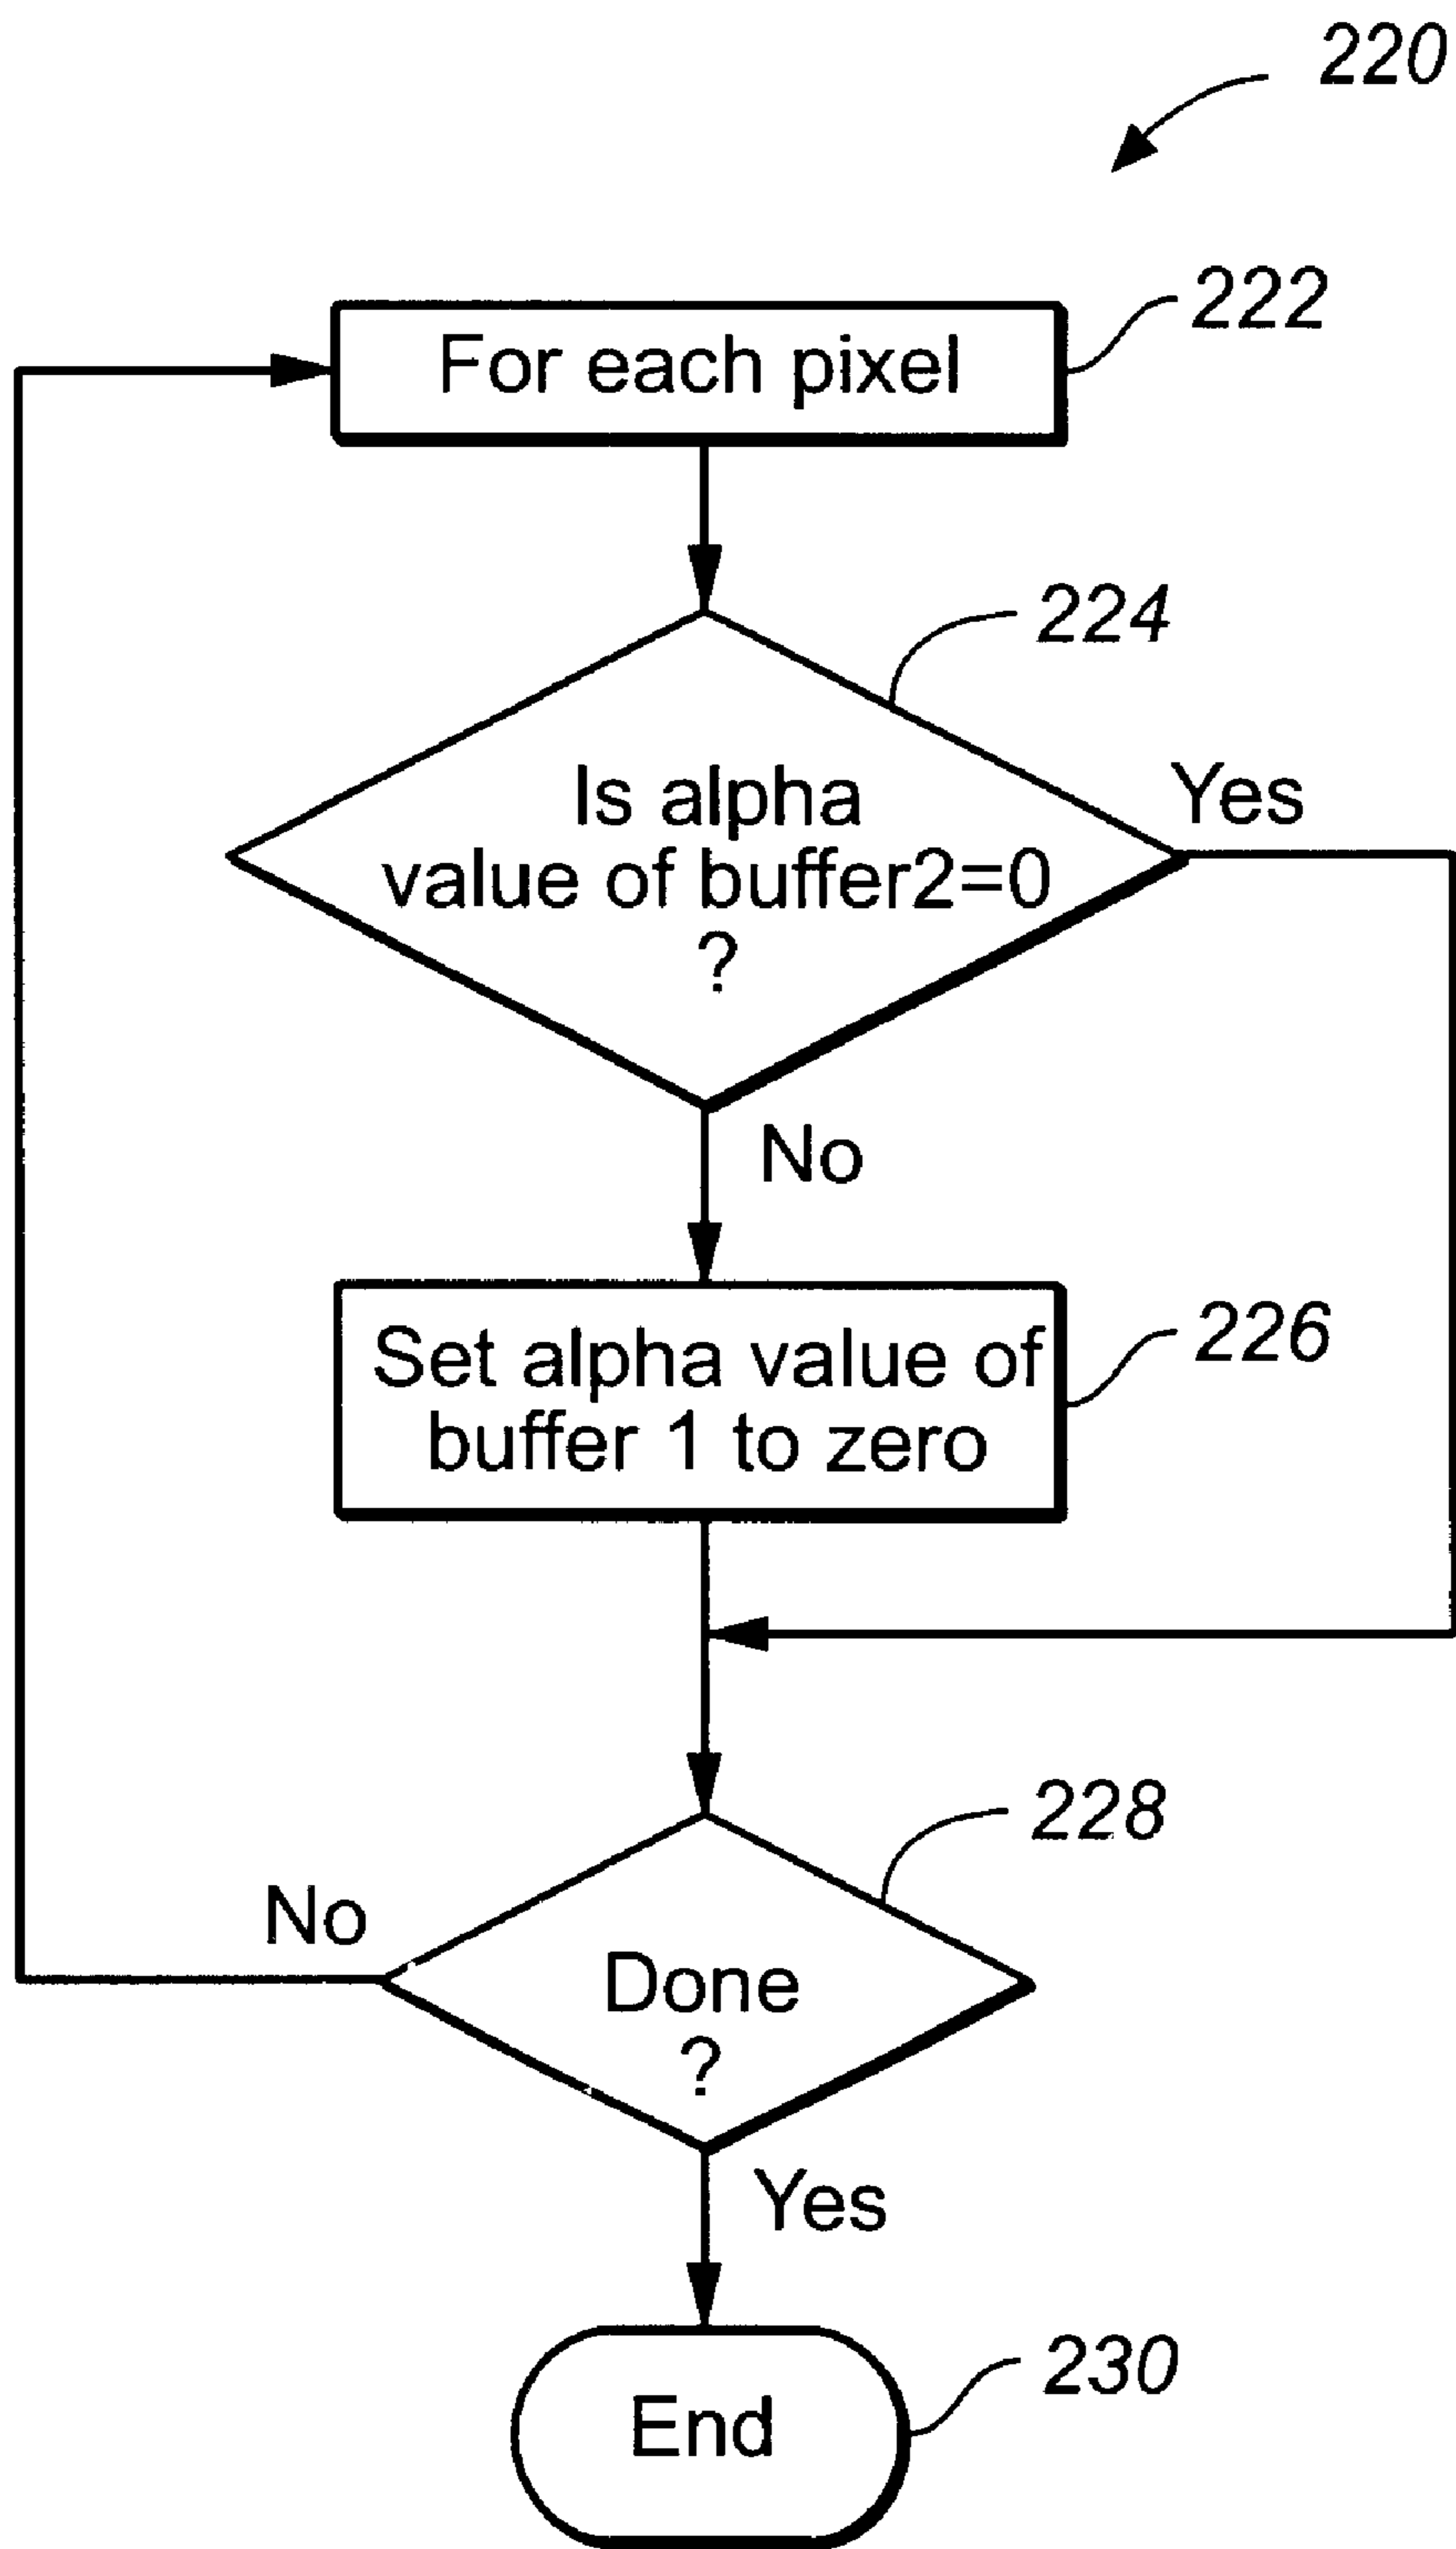 220
For each pixel
222
224
Is alpha
value of buffer2=0
?
Yes
No
Set alpha value of
buffer 1 to zero
226
228
No
Done
?
Yes
End
230